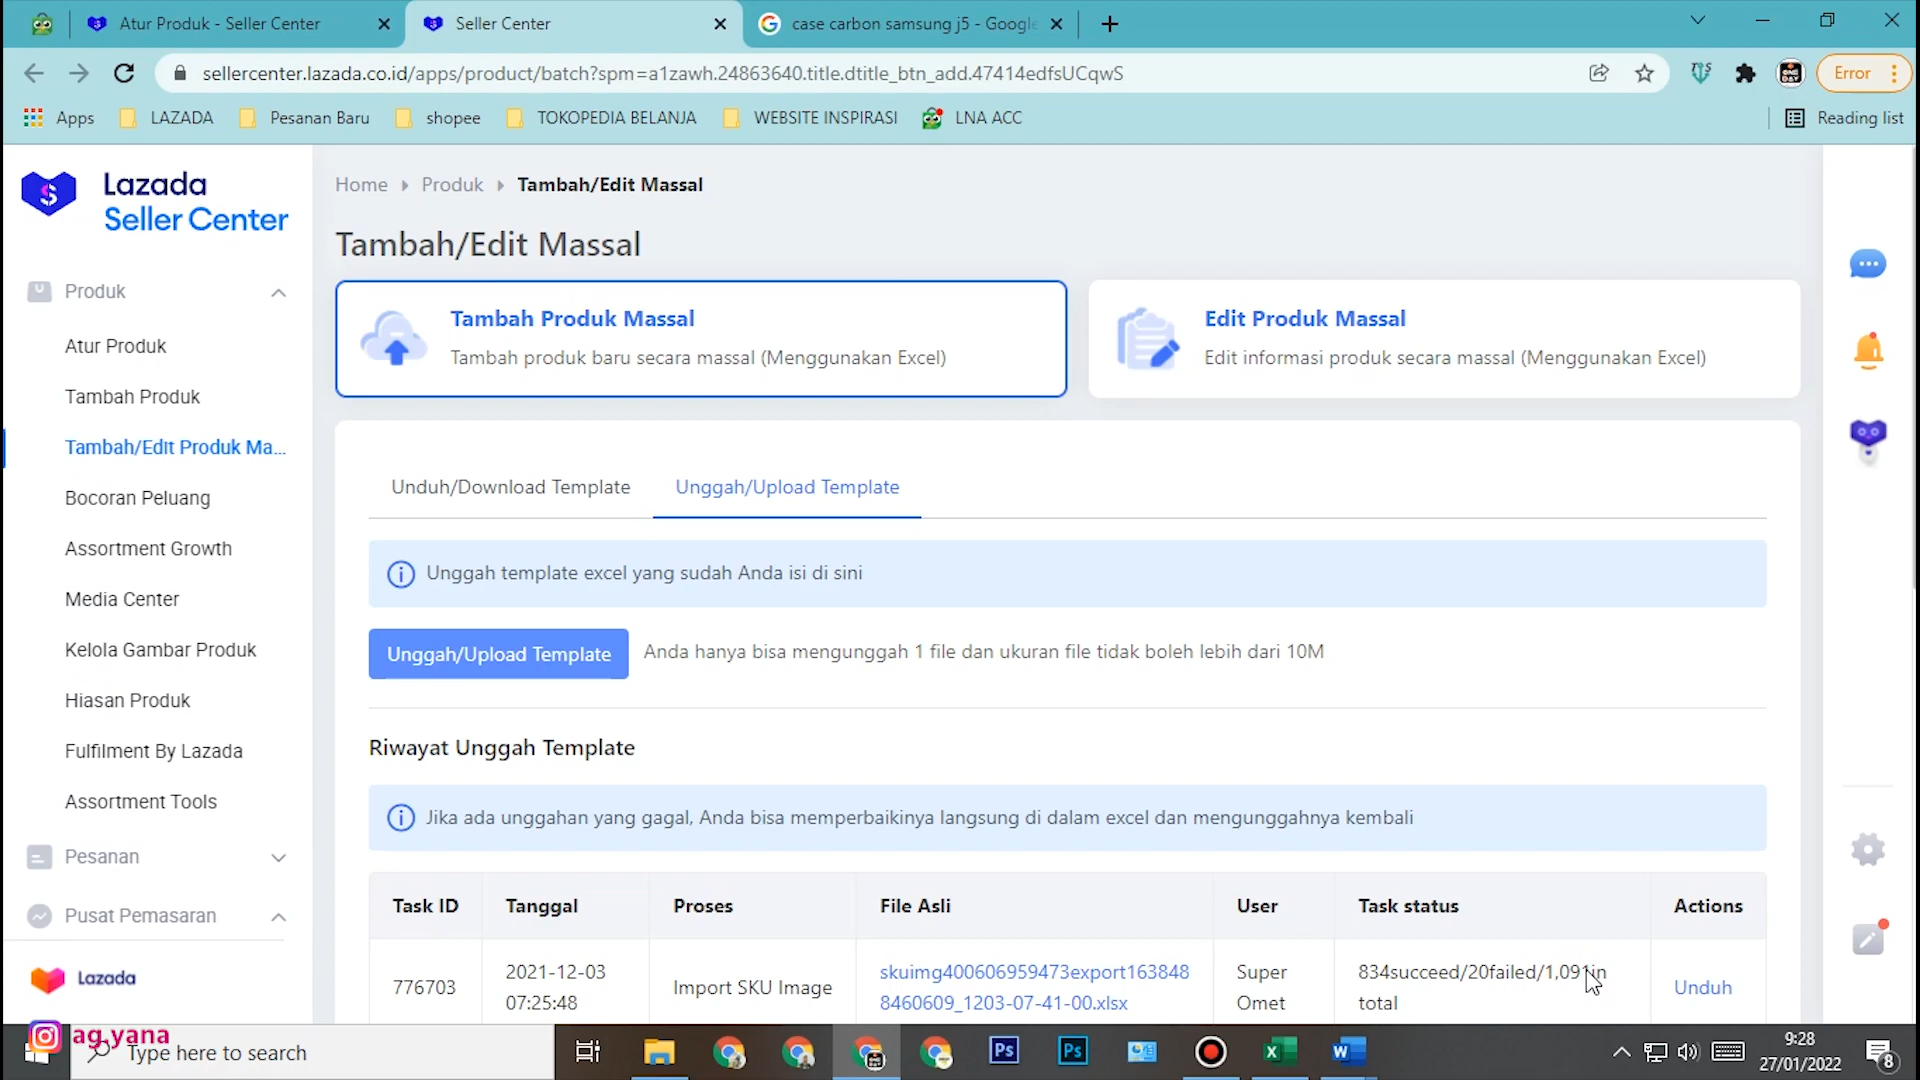 Atur Produk - Seller Center
Seller Center
case carbon samsung j5 - Google
sellercenter.lazada.co.id/apps/product/batch?spm=a1zawh.24863640.title.dtitle_btn_add.47414edfsUCqwS
Error
Apps
LAZADA
Pesanan Baru
shopee
TOKOPEDIA BELANJA
WEBSITE INSPIRASI
LNA ACC
Reading list
Lazada
Seller Center
Produk
Atur Produk
Tambah Produk
Tambah/Edit Produk Ma...
Bocoran Peluang
Assortment Growth
Media Center
Kelola Gambar Produk
Hiasan Produk
Fulfilment By Lazada
Assortment Tools
Pesanan
Pusat Pemasaran
Lazada
Home Produk Tambah/Edit Massal
Tambah/Edit Massal
Tambah Produk Massal
Tambah produk baru secara massal (Menggunakan Excel)
Edit Produk Massal
Edit informasi produk secara massal (Menggunakan Excel)
Unduh/Download Template
Unggah/Upload Template
Unggah template excel yang sudah Anda isi di sini
Unggah/Upload Template
Anda hanya bisa mengunggah 1 file dan ukuran file tidak boleh lebih dari 10M
Riwayat Unggah Template
Jika ada unggahan yang gagal, Anda bisa memperbaikinya langsung di dalam excel dan mengunggahnya kembali
Task ID Tanggal Proses File Asli User Task status Actions
776703
2021-12-03
07:25:48
Import SKU Image
skuimg400606959473export163848
8460609_1203-07-41-00.xlsx
Super
Omet
834succeed/20failed/1,091in
total
Unduh
ag.yana
Type here to search
Ps
Ps
9:28
27/01/2022
8